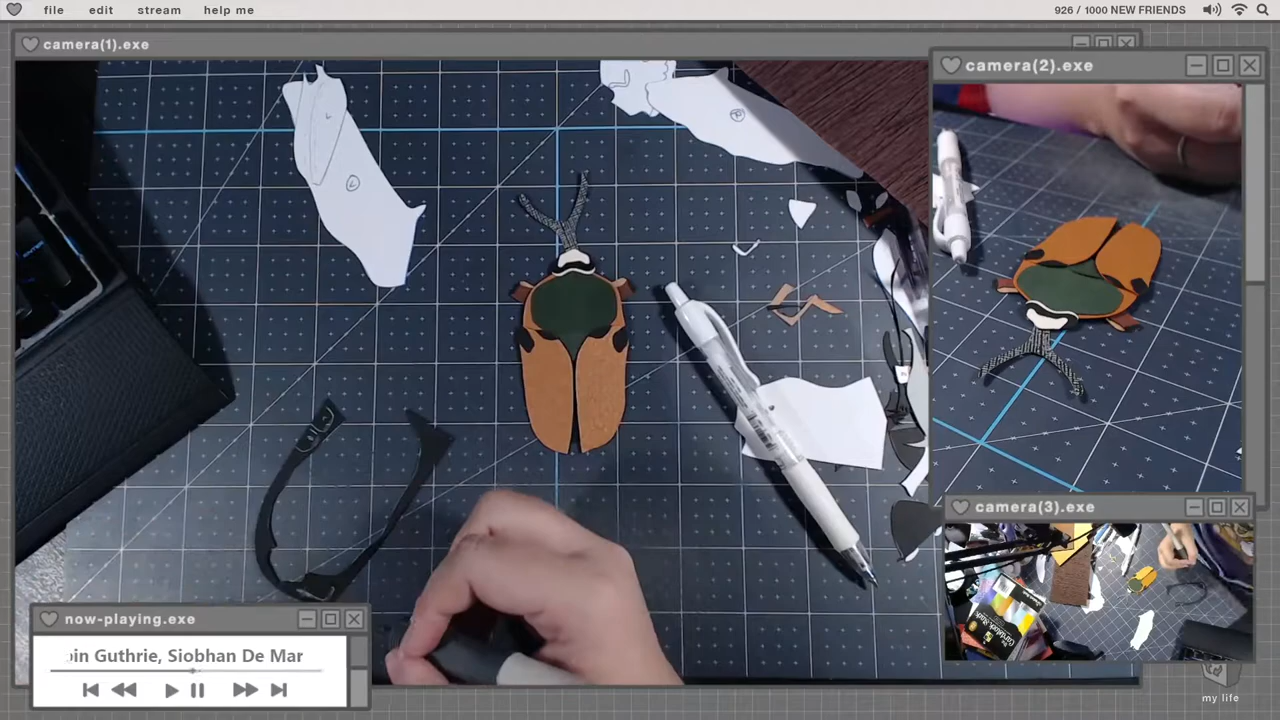 file edit stream help me
926 / 1000 NEW FRIENDS
camera(1).exe
camera(2).exe
camera(3).exe
now-playing.exe
oin Guthrie, Siobhan De Mar
my life